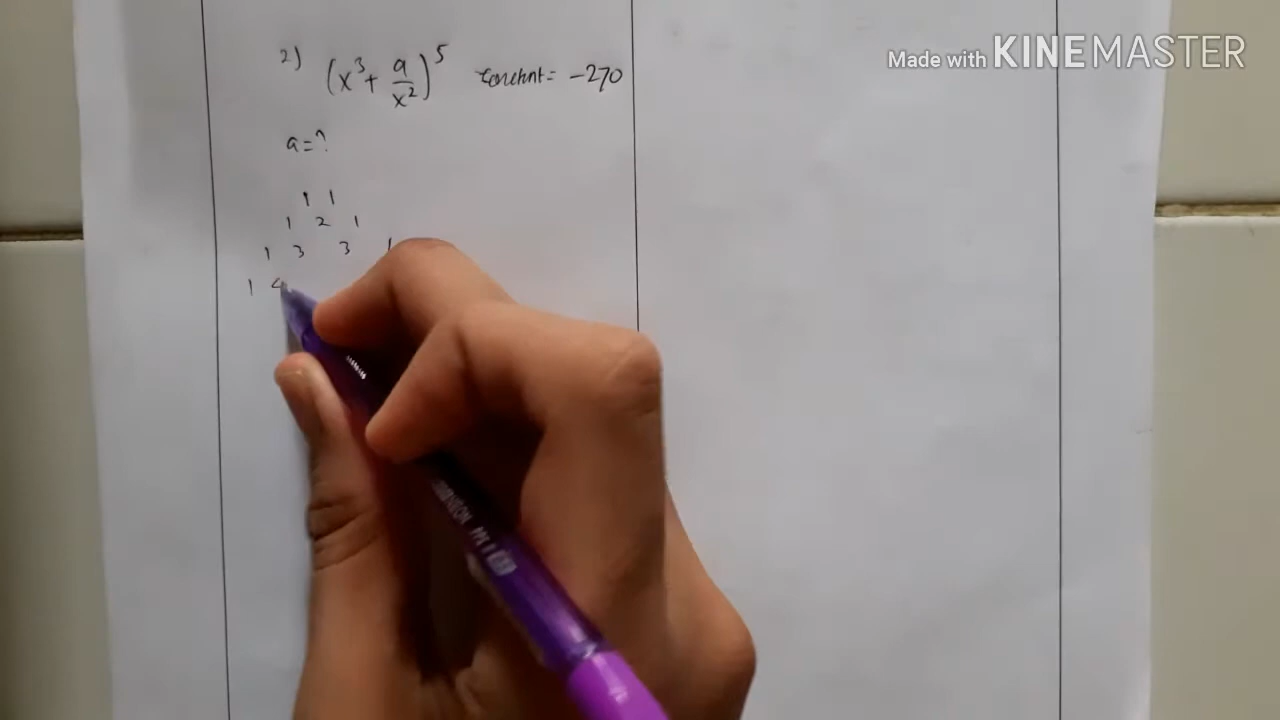 Made with KINEMASTER
2) (x³ + a/x²)⁵ = -270
a = ?
1 1
1 2 1
1 3 3 1
1 4